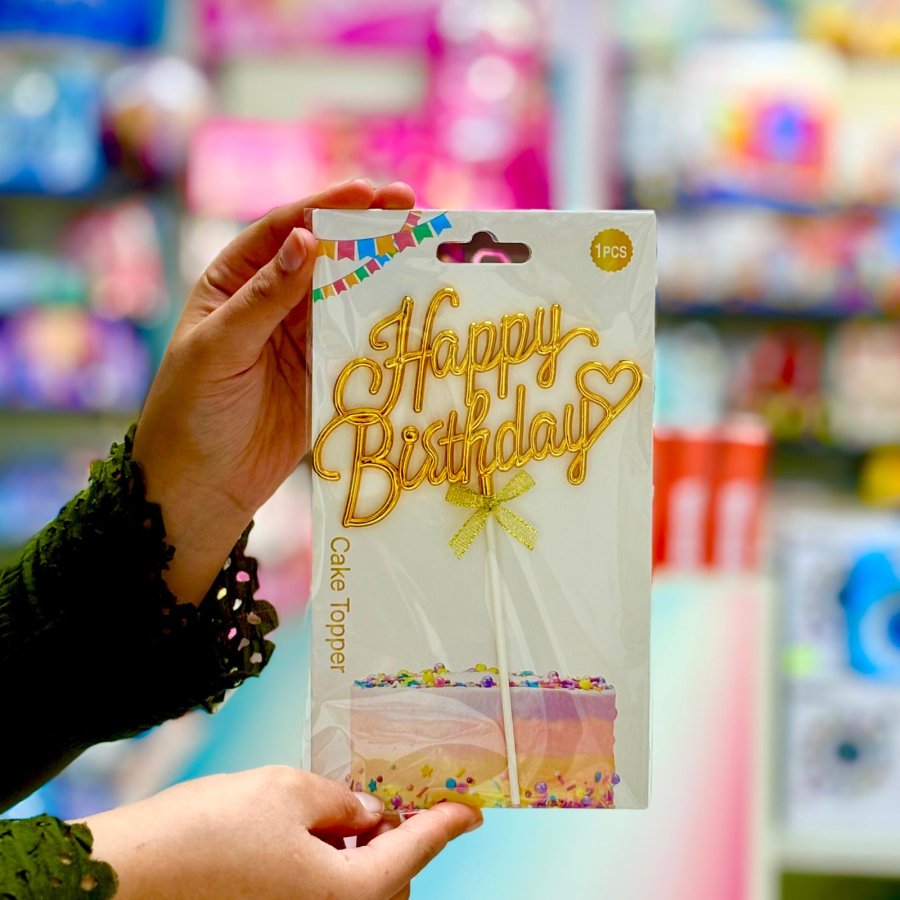 1PCS
Happy
Birthday
Cake Topper